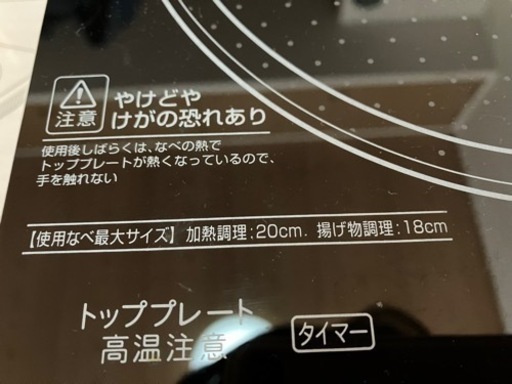 注意
やけどや
けがの恐れあり
使用後しばらくは、なべの熱で
トッププレートが熱くなっているので、
手を触れない
【使用なべ最大サイズ】加熱調理:20cm. 揚げ物調理:18cm
トッププレート
高温注意
タイマー